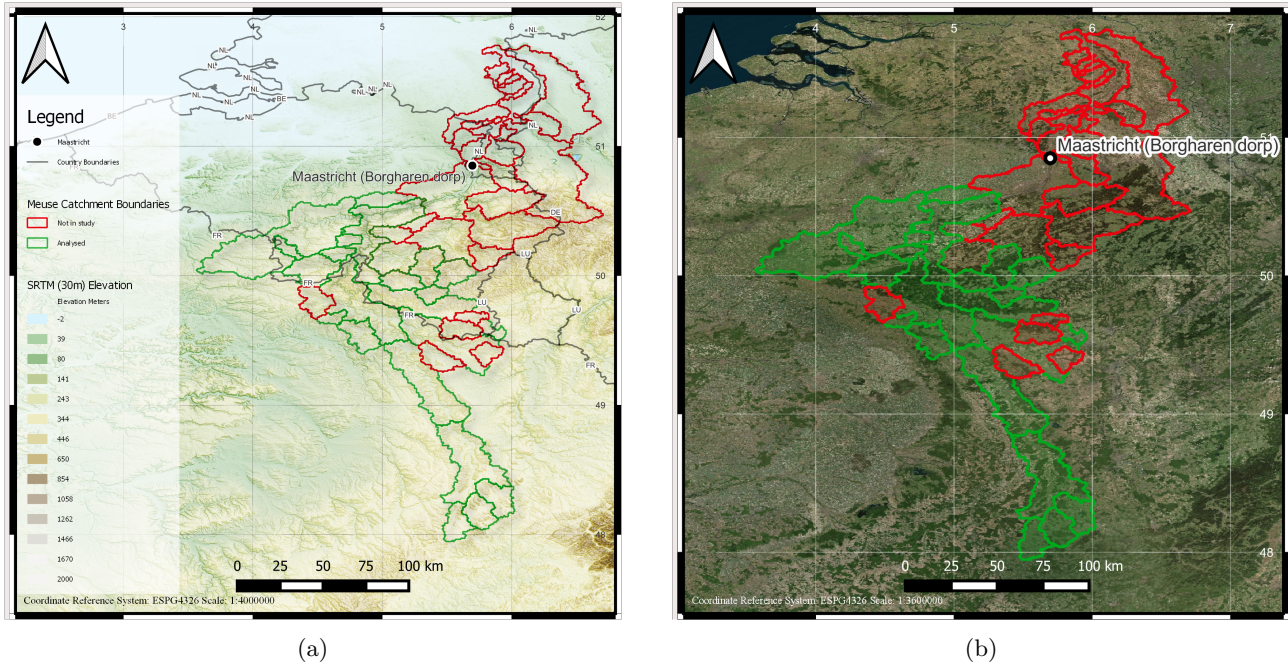 3 4 5 6 52
NL
NL
NL NL
NL NL NL
NL NL BE NL
NL
BE
51
NL
NL
Legend
Maastricht
Country Boundaries
Maastricht (Borgharen dorp)
Meuse Catchment Boundaries
Not in study
Analysed
DE
FR
LU
50
FR
LU
LU
FR
FR
SRTM (30m) Elevation
Elevation Meters
-2
39
80
141
243
344
446
650
854
1058
1262
1466
1670
2000
49
48
0 25 50 75 100 km
Coordinate Reference System: ESPG4326 Scale: 1:4000000
(a)
4 5 6 7
51
Maastricht (Borgharen dorp)
50
49
48
0 25 50 75 100 km
Coordinate Reference System: ESPG4326 Scale: 1:3600000
(b)